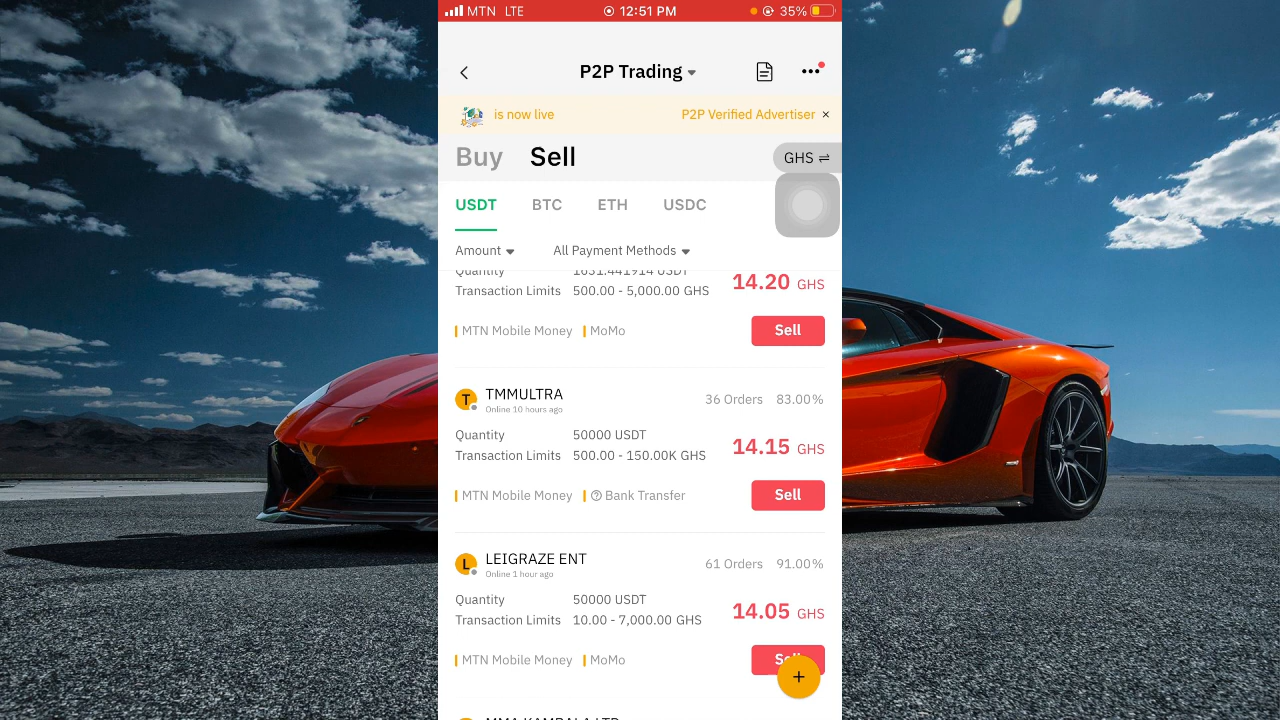 MTN LTE 12:51 PM 35%
P2P Trading
is now live P2P Verified Advertiser ×
Buy Sell GHS
USDT BTC ETH USDC
Amount All Payment Methods
Quantity 1631.441914 USDT
14.20 GHS
Transaction Limits 500.00 - 5,000.00 GHS
MTN Mobile Money MoMo Sell
T TMMULTRA 36 Orders 83.00%
Online 10 hours ago
Quantity 50000 USDT
14.15 GHS
Transaction Limits 500.00 - 150.00K GHS
MTN Mobile Money Bank Transfer Sell
L LEIGRAZE ENT 61 Orders 91.00%
Online 1 hour ago
Quantity 50000 USDT
14.05 GHS
Transaction Limits 10.00 - 7,000.00 GHS
MTN Mobile Money MoMo Sell
+